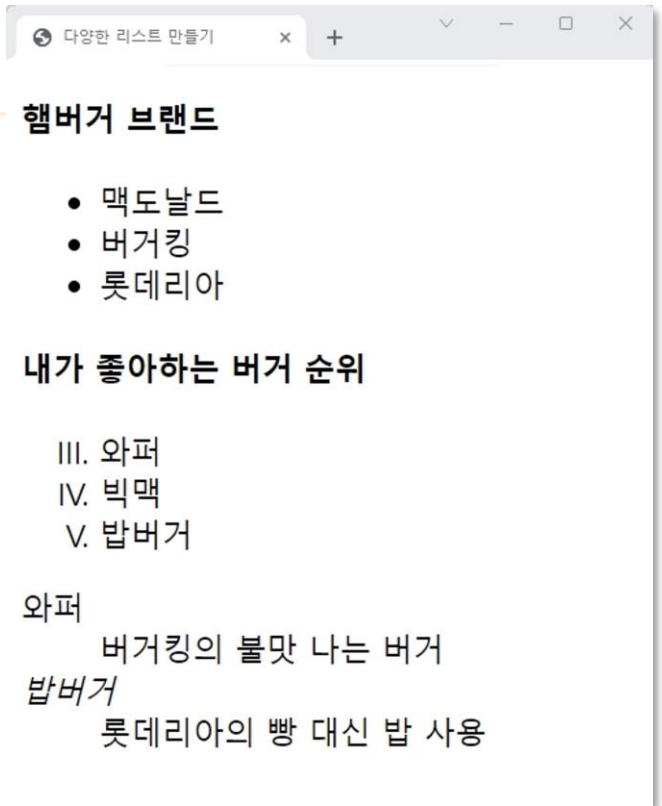 다양한 리스트 만들기
햄버거 브랜드
• 맥도날드
• 버거킹
• 롯데리아
내가 좋아하는 버거 순위
III. 와퍼
IV. 빅맥
V. 밥버거
와퍼
버거킹의 불맛 나는 버거
밥버거
롯데리아의 빵 대신 밥 사용